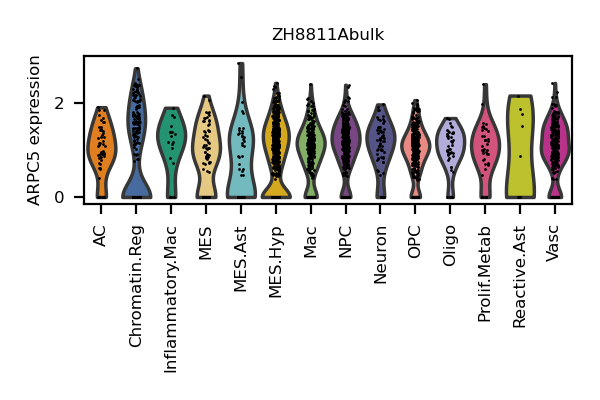 ZH8811Abulk
ARPC5 expression
2
0
AC
Chromatin.Reg
Inflammatory.Mac
MES
MES.Ast
MES.Hyp
Mac
NPC
Neuron
OPC
Oligo
Prolif.Metab
Reactive.Ast
Vasc